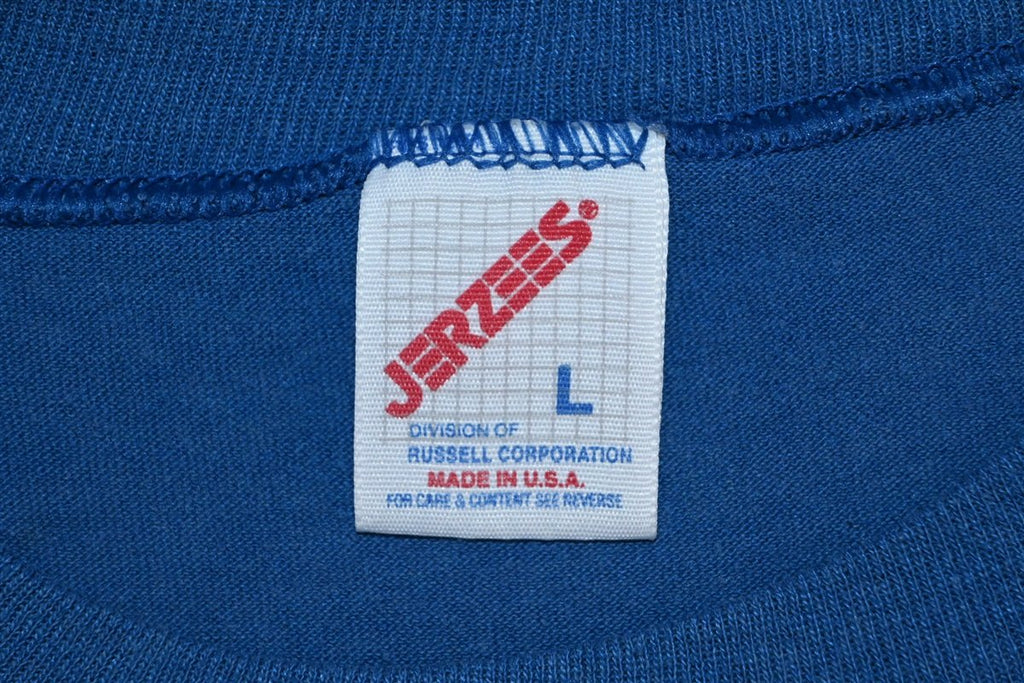 JERZEES®
L
DIVISION OF
RUSSELL CORPORATION
MADE IN U.S.A.
FOR CARE & CONTENT SEE REVERSE